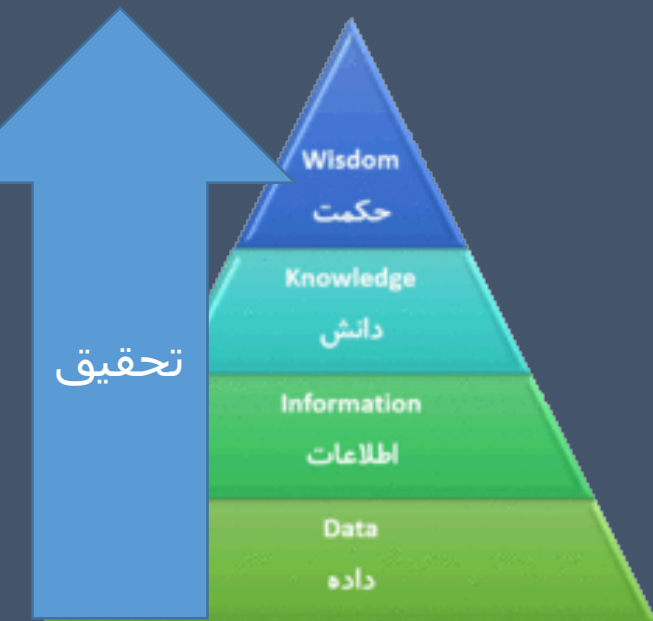 Wisdom
حکمت
Knowledge
دانش
تحقیق
Information
اطلاعات
Data
داده